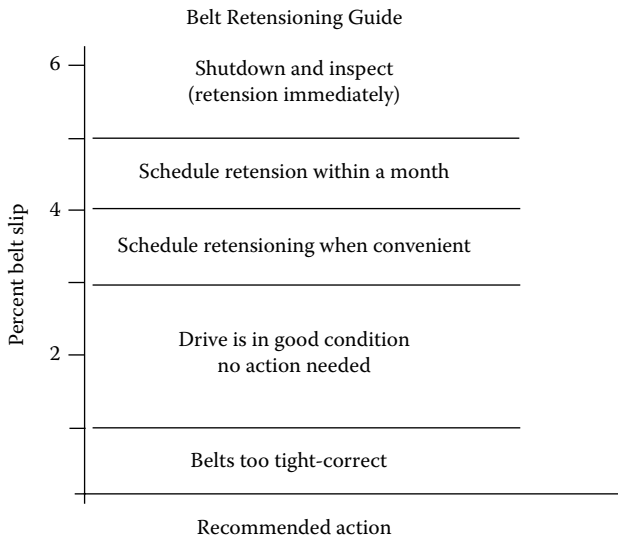 Belt Retensioning Guide
6
Shutdown and inspect
(retension immediately)
Schedule retension within a month
4
Schedule retensioning when convenient
Percent belt slip
Drive is in good condition
2
no action needed
Belts too tight-correct
Recommended action